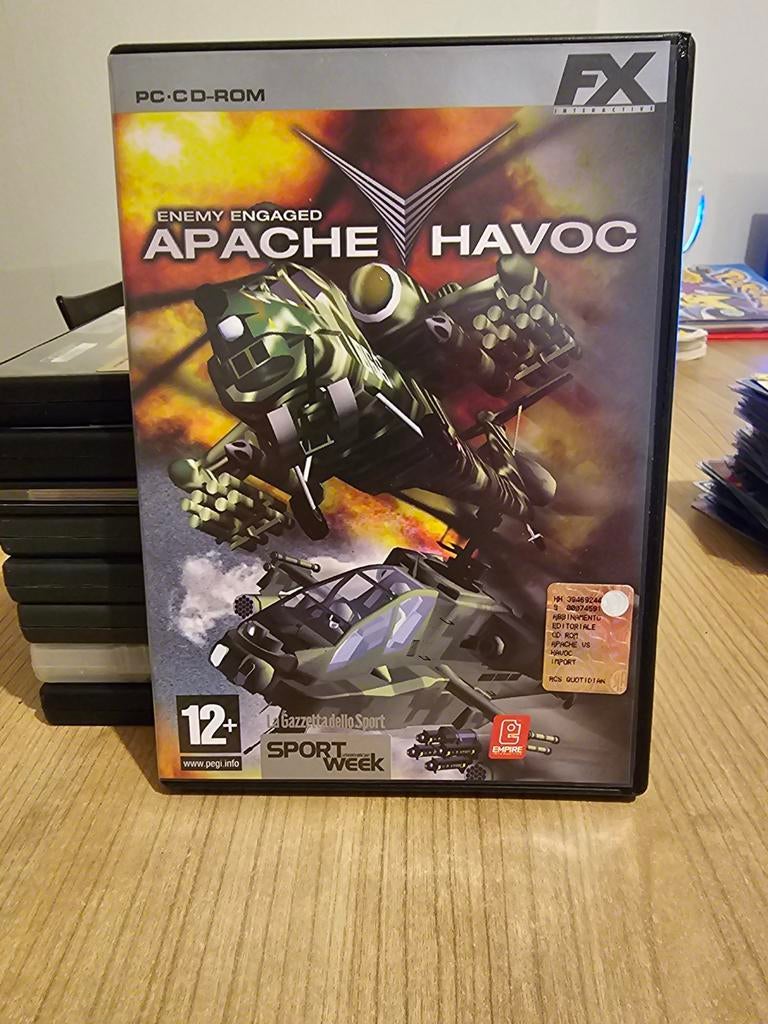 PC·CD-ROM
FX
INTERACTIVE
ENEMY ENGAGED
APACHE V HAVOC
ABBINAMENTO
EDITORIALE
CD ROM
APACHE VS
HAVOC
IMPORT
RCS QUOTIDIAN
12+
www.pegi.info
La Gazzetta dello Sport
SPORT
WEEK
EMPIRE